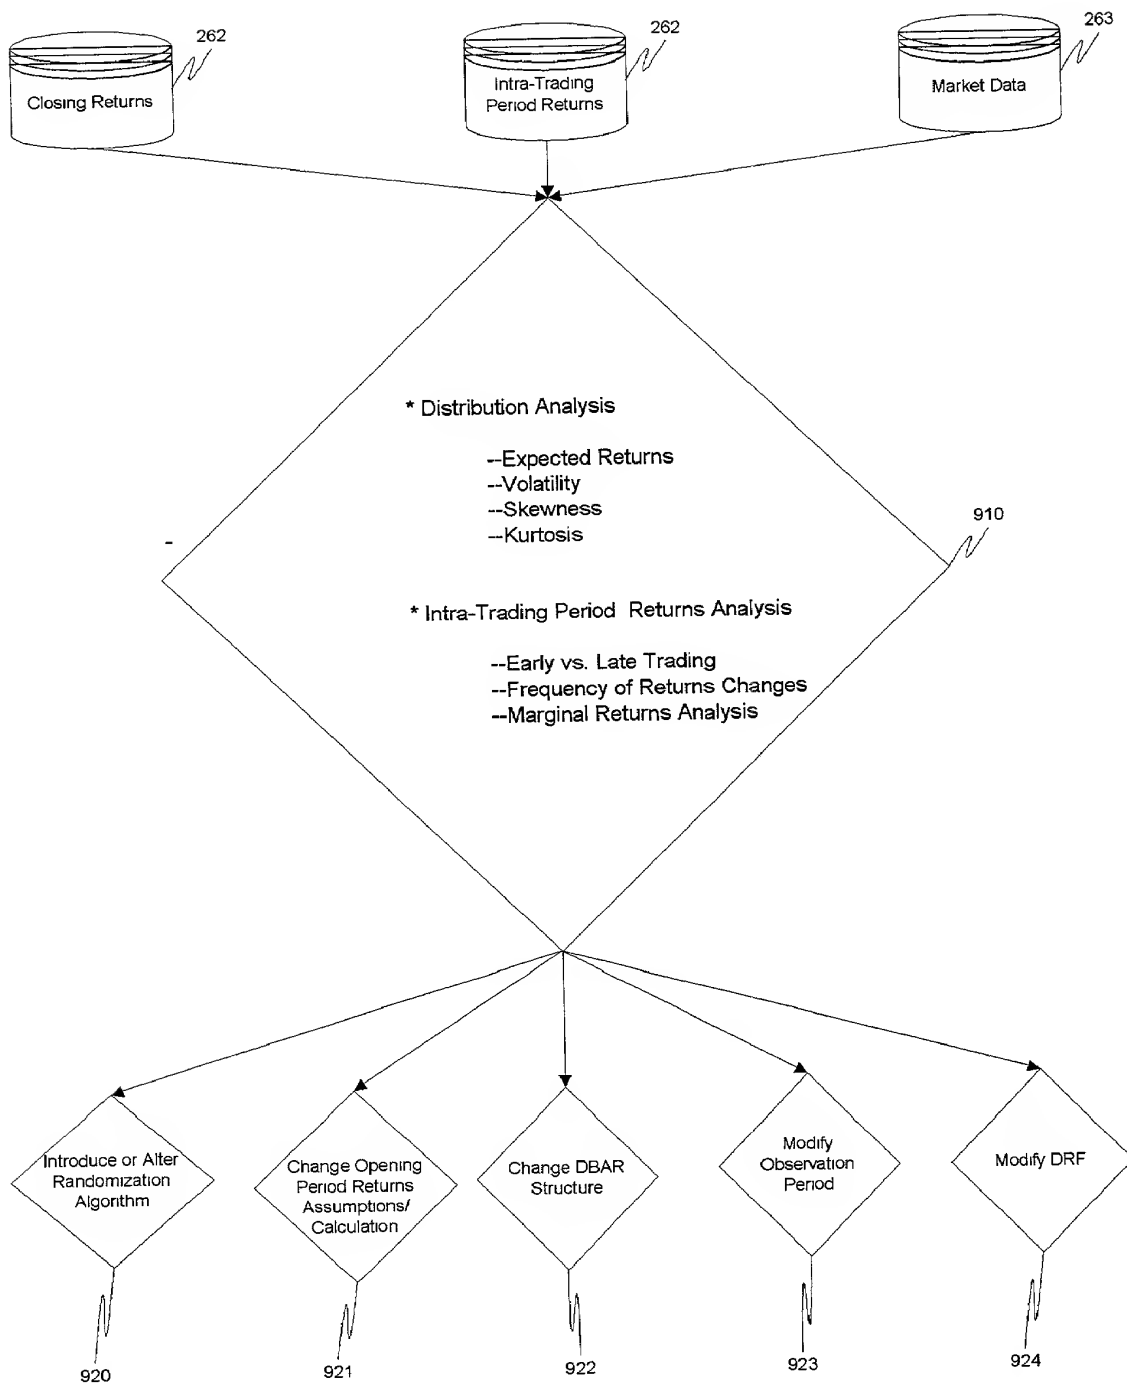 262
262
263
Closing Returns
Intra-Trading
Period Returns
Market Data
* Distribution Analysis
--Expected Returns
--Volatility
--Skewness
--Kurtosis
910
* Intra-Trading Period Returns Analysis
--Early vs. Late Trading
--Frequency of Returns Changes
--Marginal Returns Analysis
Introduce or Alter
Randomization
Algorithm
Change Opening
Period Returns
Assumptions/
Calculation
Change DBAR
Structure
Modify
Observation
Period
Modify DRF
920
921
922
923
924